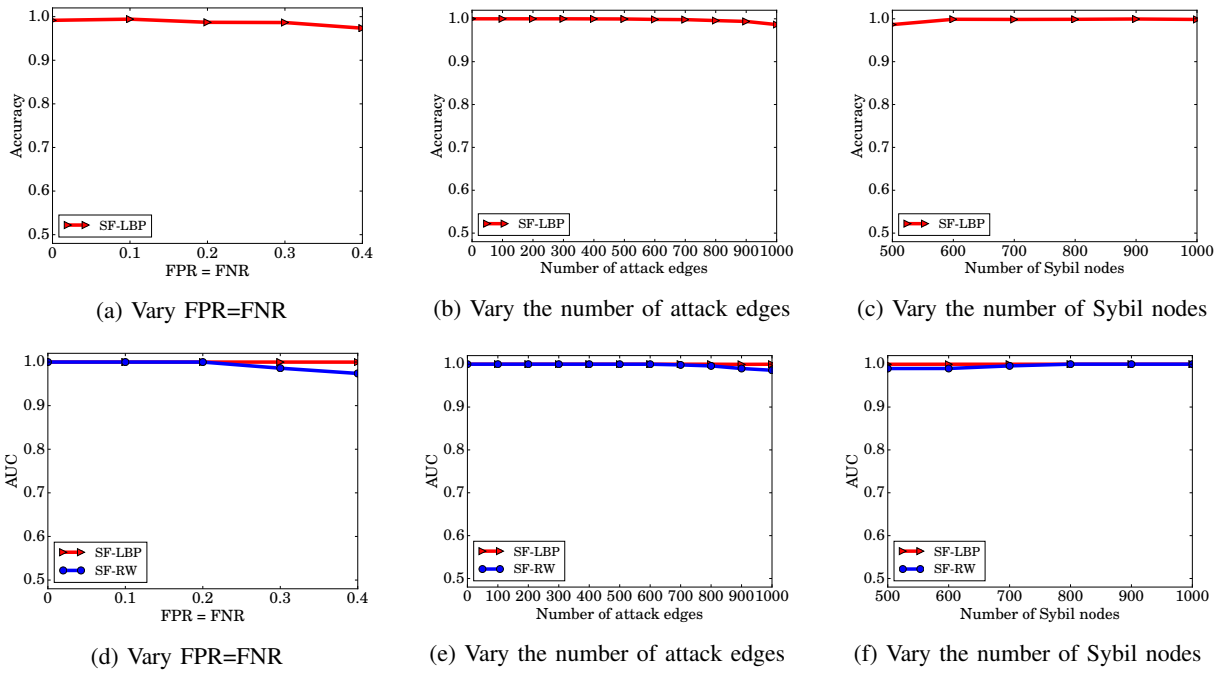 1.0
0.9
0.8
0.7
0.6
0.5
Accuracy
SF-LBP
0 0.1 0.2 0.3 0.4
FPR = FNR
(a) Vary FPR=FNR
1.0
0.9
0.8
0.7
0.6
0.5
Accuracy
SF-LBP
0 100 200 300 400 500 600 700 800 900 1000
Number of attack edges
(b) Vary the number of attack edges
1.0
0.9
0.8
0.7
0.6
0.5
Accuracy
SF-LBP
500 600 700 800 900 1000
Number of Sybil nodes
(c) Vary the number of Sybil nodes
1.0
0.9
0.8
0.7
0.6
0.5
AUC
SF-LBP
SF-RW
0 0.1 0.2 0.3 0.4
FPR = FNR
(d) Vary FPR=FNR
1.0
0.9
0.8
0.7
0.6
0.5
AUC
SF-LBP
SF-RW
0 100 200 300 400 500 600 700 800 900 1000
Number of attack edges
(e) Vary the number of attack edges
1.0
0.9
0.8
0.7
0.6
0.5
AUC
SF-LBP
SF-RW
500 600 700 800 900 1000
Number of Sybil nodes
(f) Vary the number of Sybil nodes